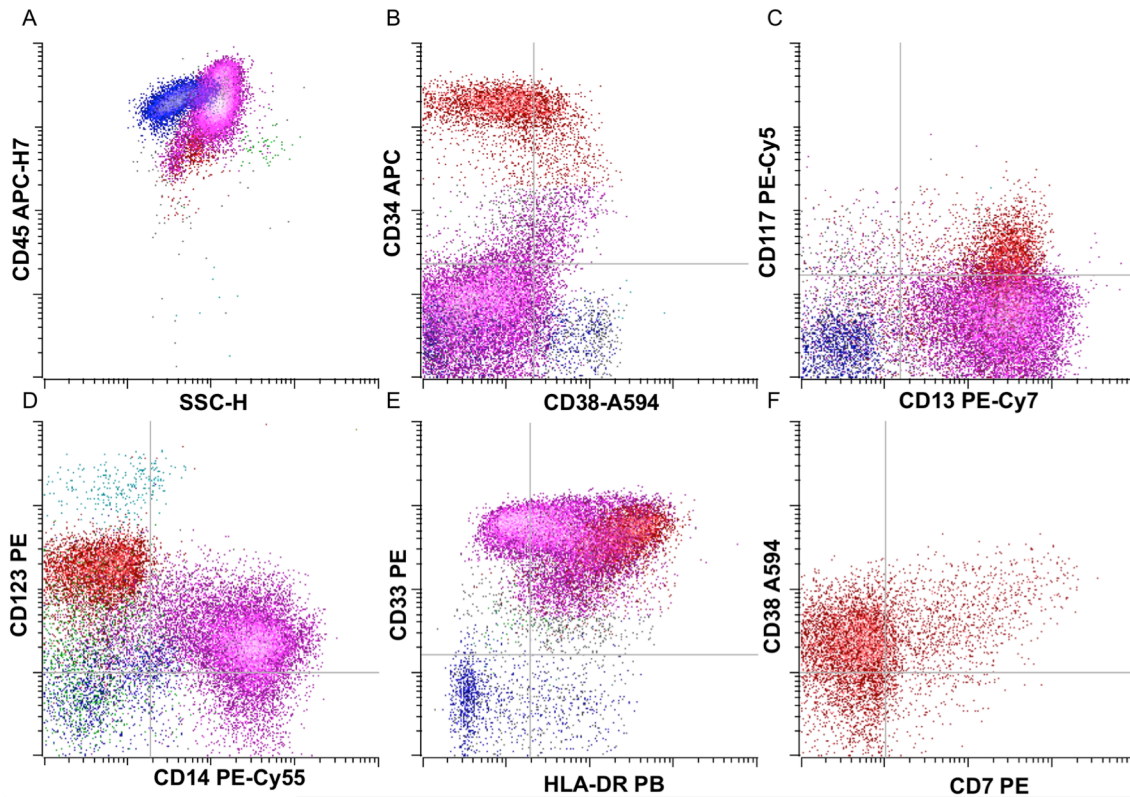 A
B
C
CD45 APC-H7
CD34 APC
CD117 PE-Cy5
SSC-H
CD38-A594
CD13 PE-Cy7
D
E
F
CD123 PE
CD33 PE
CD38 A594
CD14 PE-Cy55
HLA-DR PB
CD7 PE